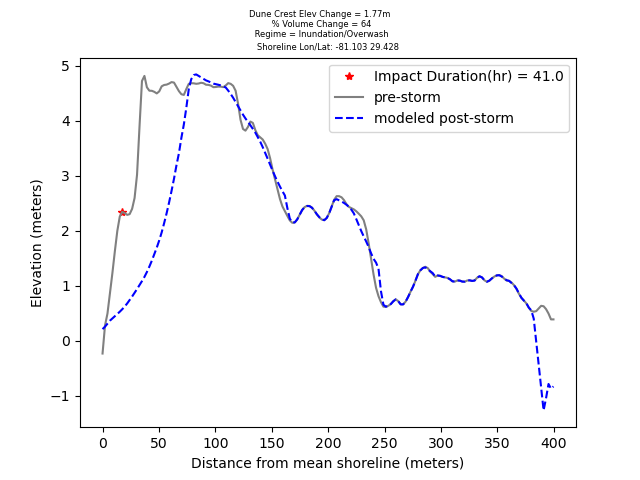 Dune Crest Elev Change = 1.77m
% Volume Change = 64
Regime = Inundation/Overwash
Shoreline Lon/Lat: -81.103 29.428
Impact Duration(hr) = 41.0
pre-storm
modeled post-storm
5
4
3
2
1
0
−1
Elevation (meters)
0 50 100 150 200 250 300 350 400
Distance from mean shoreline (meters)